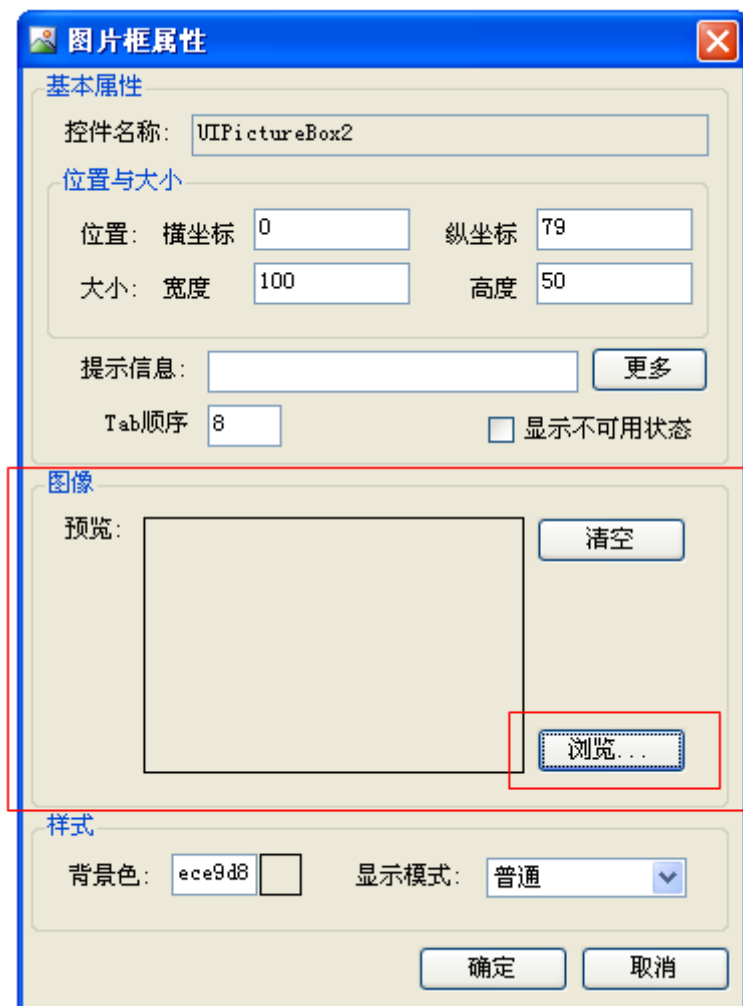 图片框属性
基本属性
控件名称: UIPictureBox2
位置与大小
位置: 横坐标 0 纵坐标 79
大小: 宽度 100 高度 50
提示信息: 更多
Tab顺序 8 显示不可用状态
图像
预览: 清空
浏览...
样式
背景色: ece9d8 显示模式: 普通
确定 取消